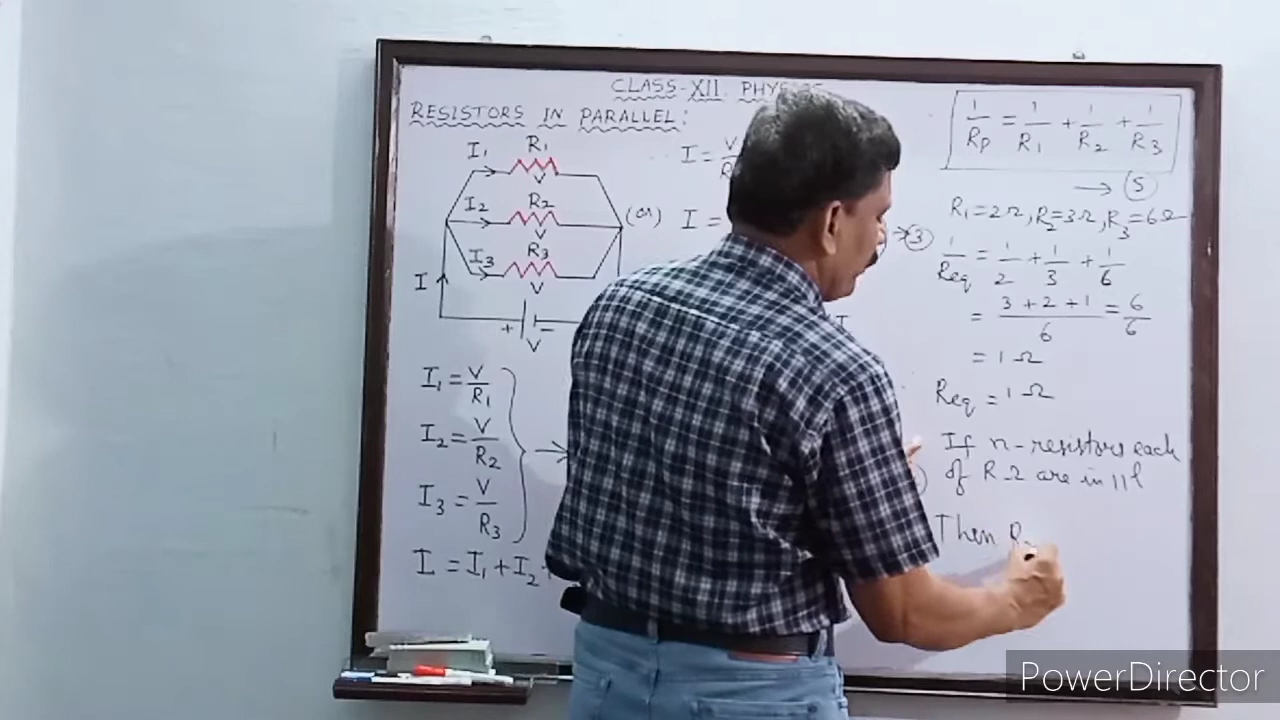 CLASS-XII PHYSICS
RESISTORS IN PARALLEL:
I₁ R₁
V
I₂ R₂
V
I₃ R₃
V
I
+ −
V
I₁ = V/R₁
I₂ = V/R₂
I₃ = V/R₃
I = I₁ + I₂ +
I = V/
(or) I =
→ 3
I
1/Rp = 1/R₁ + 1/R₂ + 1/R₃
→ 5
R₁ = 2Ω, R₂ = 3Ω, R₃ = 6Ω
1/Req = 1/2 + 1/3 + 1/6
= (3 + 2 + 1)/6 = 6/6
= 1Ω
Req = 1Ω
If n-resistors each
of R Ω are in ||l
Then R
PowerDirector